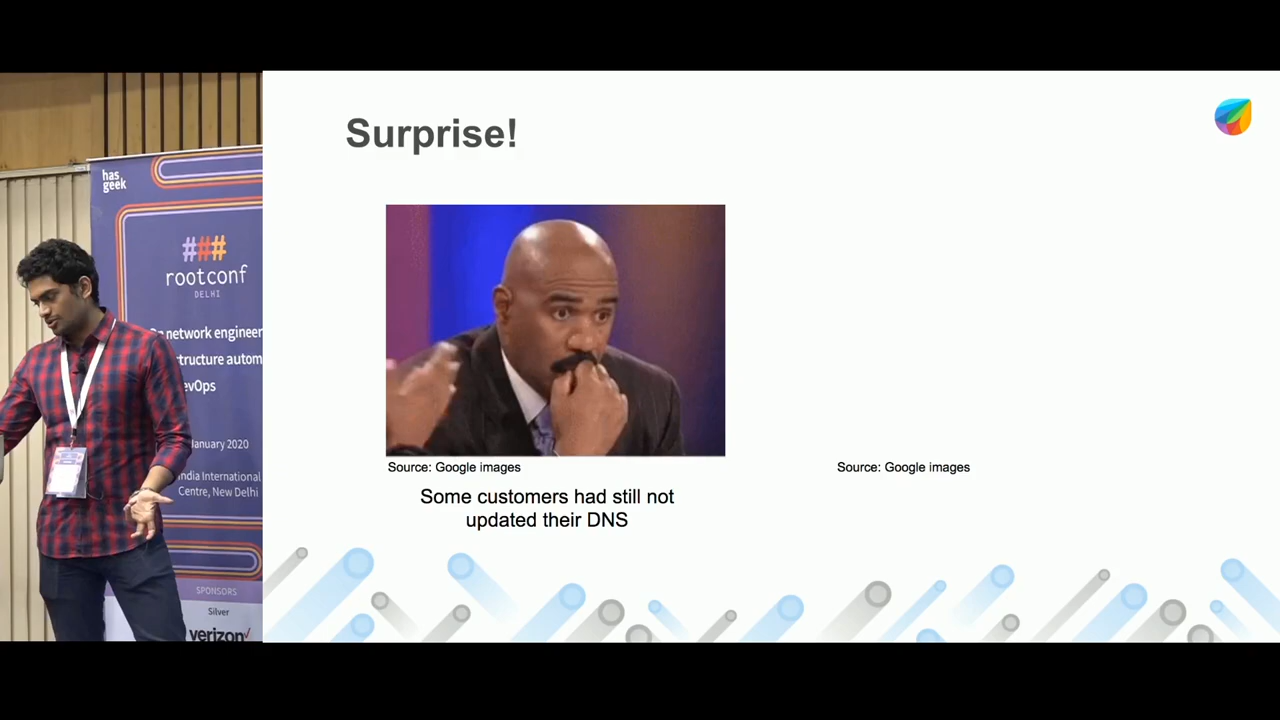 Surprise!
has
geek
###
rootconf
DELHI
network engineer
structure autom
evOps
January 2020
India International
Centre, New Delhi
SPONSORS
Silver
verizon
Source: Google images
Some customers had still not
updated their DNS
Source: Google images